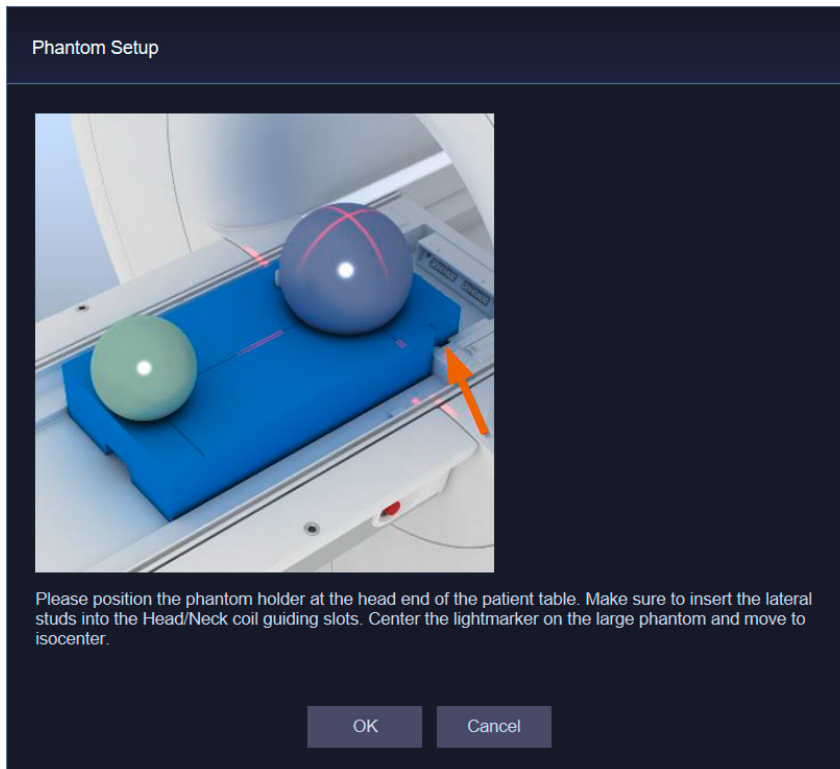 Phantom Setup
Please position the phantom holder at the head end of the patient table. Make sure to insert the lateral
studs into the Head/Neck coil guiding slots. Center the lightmarker on the large phantom and move to
isocenter.
OK
Cancel